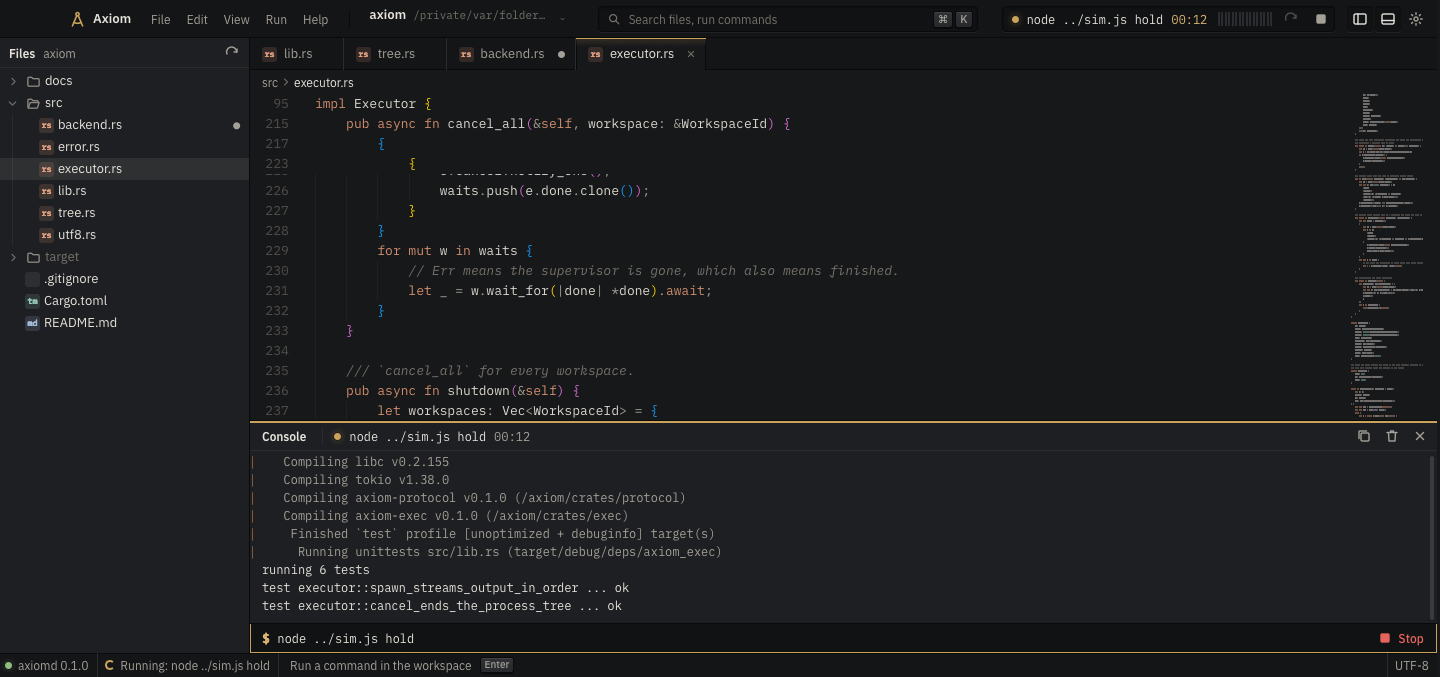 Axiom File Edit View Run Help axiom /private/var/folder… Search files, run commands ⌘ K node ../sim.js hold 00:12
Files axiom
docs
src
backend.rs
error.rs
executor.rs
lib.rs
tree.rs
utf8.rs
target
.gitignore
Cargo.toml
README.md
lib.rs tree.rs backend.rs executor.rs
src > executor.rs
95 impl Executor {
215 pub async fn cancel_all(&self, workspace: &WorkspaceId) {
217 {
223 {
226 waits.push(e.done.clone());
227 }
228 }
229 for mut w in waits {
230 // Err means the supervisor is gone, which also means finished.
231 let _ = w.wait_for(|done| *done).await;
232 }
233 }
234
235 /// `cancel_all` for every workspace.
236 pub async fn shutdown(&self) {
237 let workspaces: Vec<WorkspaceId> = {
Console node ../sim.js hold 00:12
Compiling libc v0.2.155
Compiling tokio v1.38.0
Compiling axiom-protocol v0.1.0 (/axiom/crates/protocol)
Compiling axiom-exec v0.1.0 (/axiom/crates/exec)
Finished `test` profile [unoptimized + debuginfo] target(s)
Running unittests src/lib.rs (target/debug/deps/axiom_exec)
running 6 tests
test executor::spawn_streams_output_in_order ... ok
test executor::cancel_ends_the_process_tree ... ok
$ node ../sim.js hold Stop
axiomd 0.1.0 Running: node ../sim.js hold Run a command in the workspace Enter UTF-8